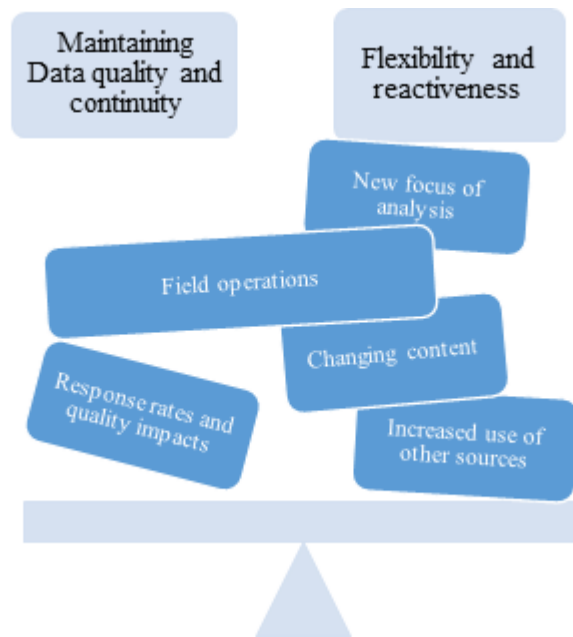 Maintaining
Data quality and
continuity
Flexibility and
reactiveness
New focus of
analysis
Field operations
Changing content
Response rates and
quality impacts
Increased use of
other sources